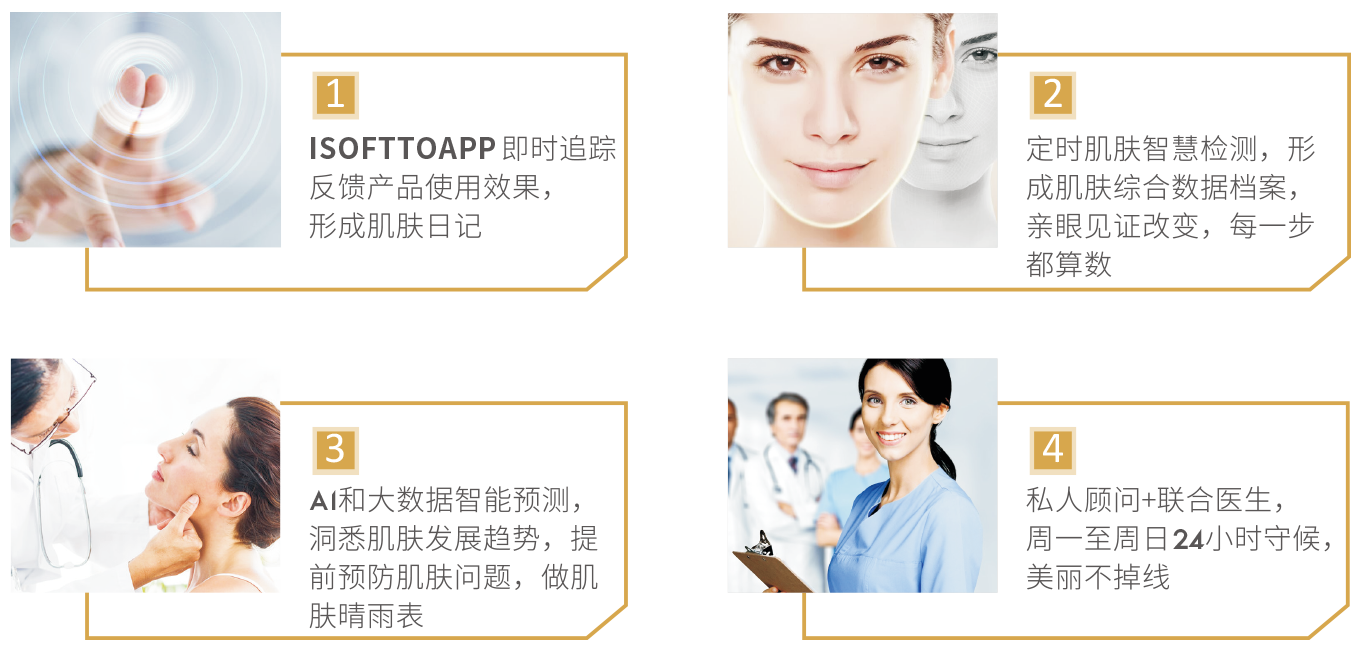 1
ISOFTTOAPP 即时追踪
反馈产品使用效果，
形成肌肤日记
2
定时肌肤智慧检测，形
成肌肤综合数据档案，
亲眼见证改变，每一步
都算数
3
AI和大数据智能预测，
洞悉肌肤发展趋势，提
前预防肌肤问题，做肌
肤晴雨表
4
私人顾问+联合医生，
周一至周日24小时守候，
美丽不掉线